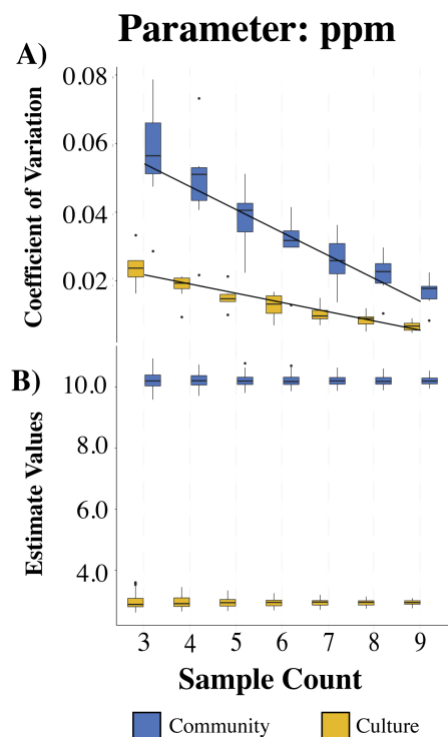 Parameter: ppm
A)
Coefficient of Variation
0.08
0.06
0.04
0.02
B)
Estimate Values
10.0
8.0
6.0
4.0
3 4 5 6 7 8 9
Sample Count
Community Culture